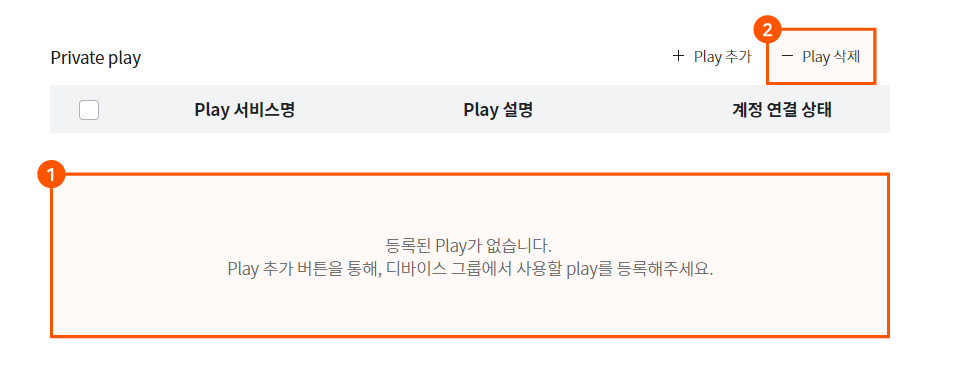 Private play
+ Play 추가
2
− Play 삭제
Play 서비스명
Play 설명
계정 연결 상태
1
등록된 Play가 없습니다.
Play 추가 버튼을 통해, 디바이스 그룹에서 사용할 play를 등록해주세요.